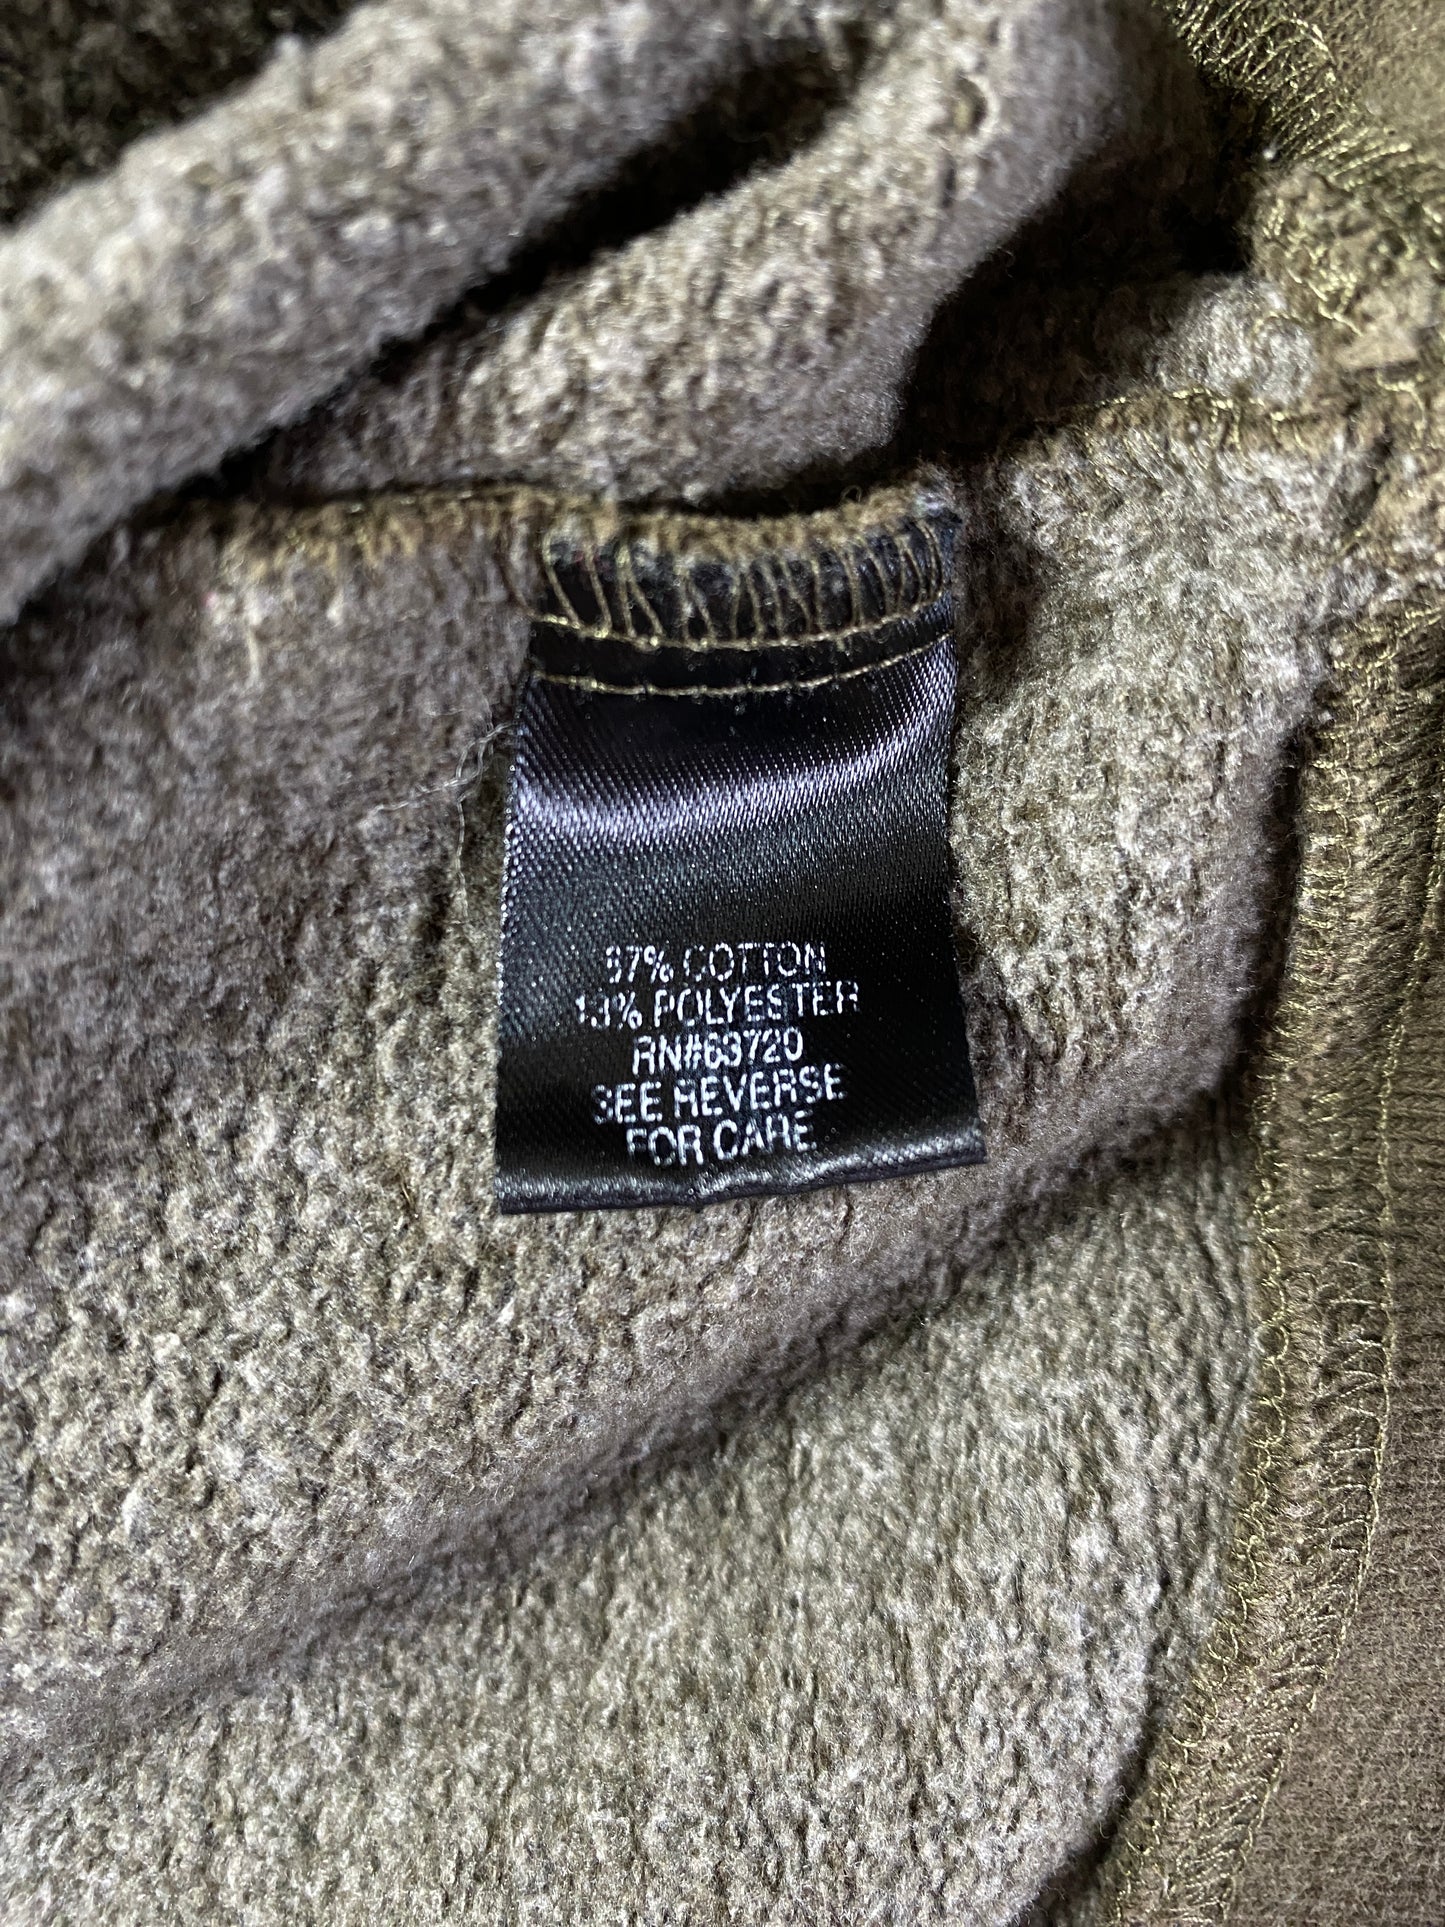 87% COTTON
13% POLYESTER
RN#63720
SEE REVERSE
FOR CARE